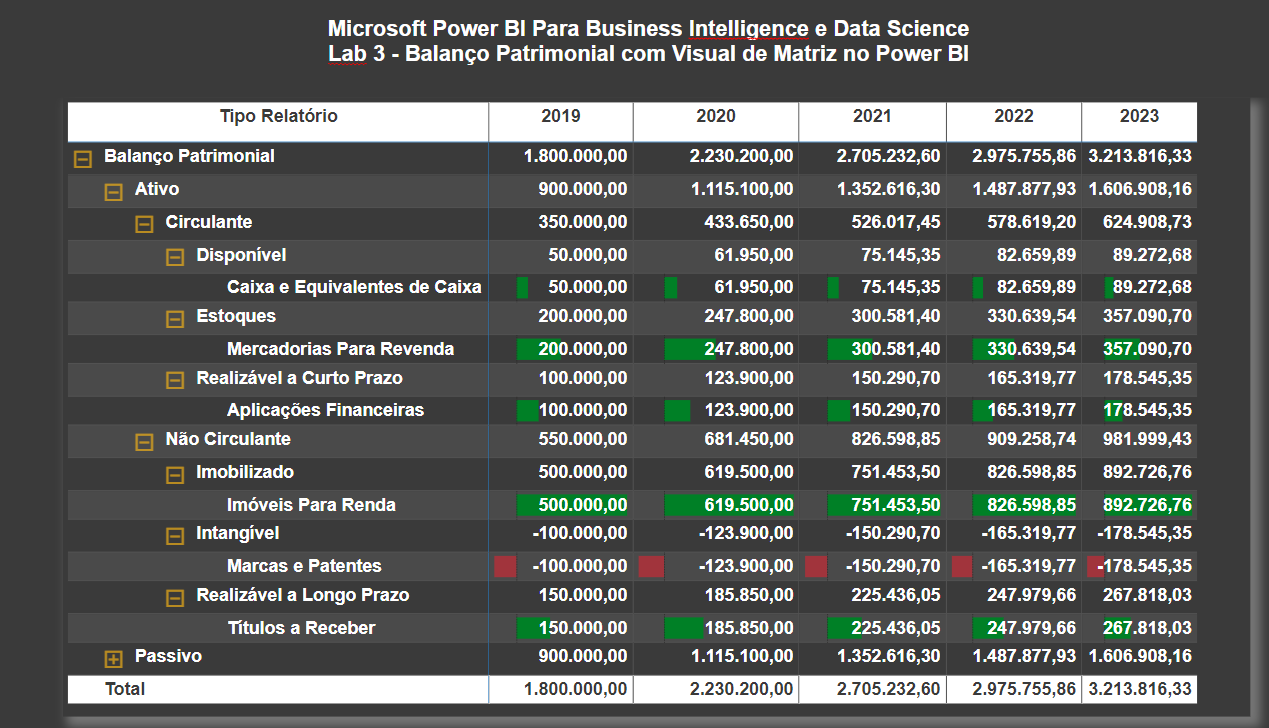 Microsoft Power BI Para Business Intelligence e Data Science
Lab 3 - Balanço Patrimonial com Visual de Matriz no Power BI
Tipo Relatório 2019 2020 2021 2022 2023
Balanço Patrimonial 1.800.000,00 2.230.200,00 2.705.232,60 2.975.755,86 3.213.816,33
Ativo 900.000,00 1.115.100,00 1.352.616,30 1.487.877,93 1.606.908,16
Circulante 350.000,00 433.650,00 526.017,45 578.619,20 624.908,73
Disponível 50.000,00 61.950,00 75.145,35 82.659,89 89.272,68
Caixa e Equivalentes de Caixa 50.000,00 61.950,00 75.145,35 82.659,89 89.272,68
Estoques 200.000,00 247.800,00 300.581,40 330.639,54 357.090,70
Mercadorias Para Revenda 200.000,00 247.800,00 300.581,40 330.639,54 357.090,70
Realizável a Curto Prazo 100.000,00 123.900,00 150.290,70 165.319,77 178.545,35
Aplicações Financeiras 100.000,00 123.900,00 150.290,70 165.319,77 178.545,35
Não Circulante 550.000,00 681.450,00 826.598,85 909.258,74 981.999,43
Imobilizado 500.000,00 619.500,00 751.453,50 826.598,85 892.726,76
Imóveis Para Renda 500.000,00 619.500,00 751.453,50 826.598,85 892.726,76
Intangível -100.000,00 -123.900,00 -150.290,70 -165.319,77 -178.545,35
Marcas e Patentes -100.000,00 -123.900,00 -150.290,70 -165.319,77 -178.545,35
Realizável a Longo Prazo 150.000,00 185.850,00 225.436,05 247.979,66 267.818,03
Títulos a Receber 150.000,00 185.850,00 225.436,05 247.979,66 267.818,03
Passivo 900.000,00 1.115.100,00 1.352.616,30 1.487.877,93 1.606.908,16
Total 1.800.000,00 2.230.200,00 2.705.232,60 2.975.755,86 3.213.816,33